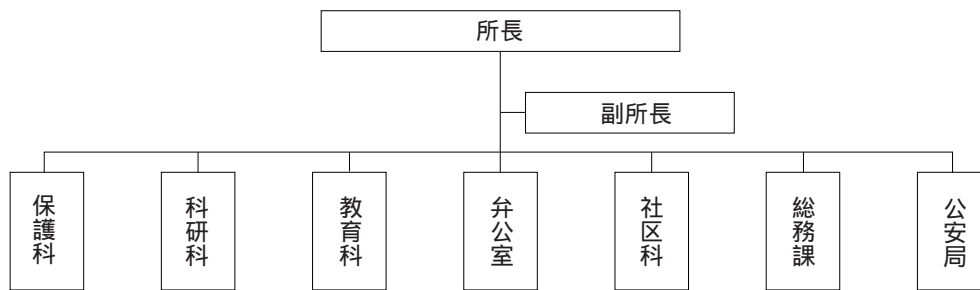 所長
副所長
保護科
科研科
教育科
弁公室
社区科
総務課
公安局